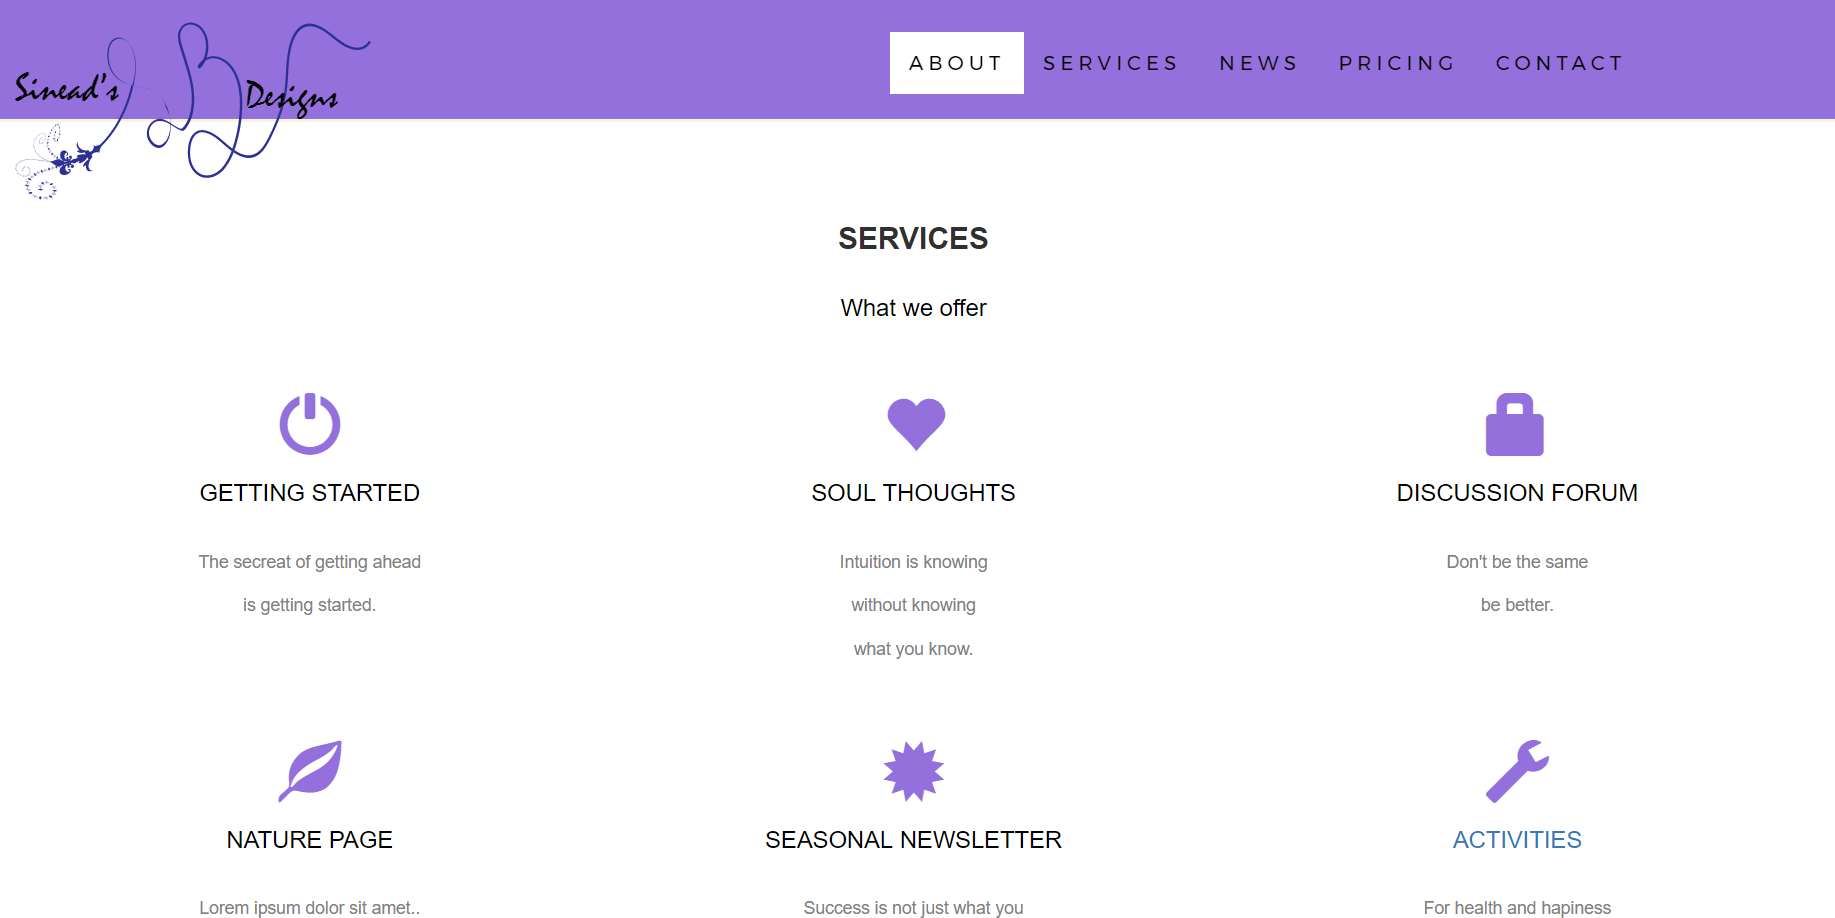 Sinead's
Designs
ABOUT SERVICES NEWS PRICING CONTACT
SERVICES
What we offer
GETTING STARTED
The secreat of getting ahead
is getting started.
SOUL THOUGHTS
Intuition is knowing
without knowing
what you know.
DISCUSSION FORUM
Don't be the same
be better.
NATURE PAGE
Lorem ipsum dolor sit amet..
SEASONAL NEWSLETTER
Success is not just what you
ACTIVITIES
For health and hapiness